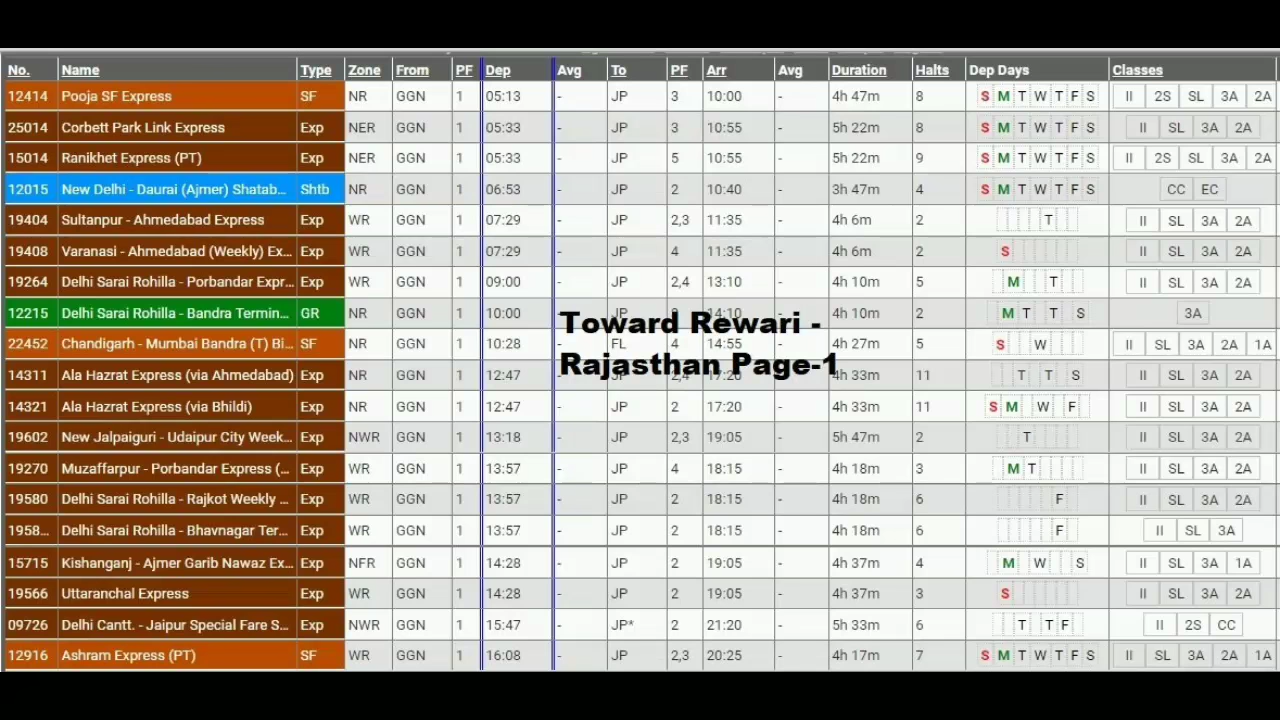 No. Name Type Zone From PF Dep Avg To PF Arr Avg Duration Halts Dep Days Classes
12414 Pooja SF Express SF NR GGN 1 05:13 - JP 3 10:00 - 4h 47m 8 S M T W T F S II 2S SL 3A 2A
25014 Corbett Park Link Express Exp NER GGN 1 05:33 - JP 3 10:55 - 5h 22m 8 S M T W T F S II SL 3A 2A
15014 Ranikhet Express (PT) Exp NER GGN 1 05:33 - JP 5 10:55 - 5h 22m 9 S M T W T F S II 2S SL 3A 2A
12015 New Delhi - Daurai (Ajmer) Shatab... Shtb NR GGN 1 06:53 - JP 2 10:40 - 3h 47m 4 S M T W T F S CC EC
19404 Sultanpur - Ahmedabad Express Exp WR GGN 1 07:29 - JP 2,3 11:35 - 4h 6m 2 T II SL 3A 2A
19408 Varanasi - Ahmedabad (Weekly) Ex... Exp WR GGN 1 07:29 - JP 4 11:35 - 4h 6m 2 S II SL 3A 2A
19264 Delhi Sarai Rohilla - Porbandar Expr... Exp WR GGN 1 09:00 - JP 2,4 13:10 - 4h 10m 5 M T II SL 3A 2A
12215 Delhi Sarai Rohilla - Bandra Termin... GR NR GGN 1 10:00 - JP 14:10 - 4h 10m 2 M T T S 3A
Toward Rewari -
22452 Chandigarh - Mumbai Bandra (T) Bi... SF NR GGN 1 10:28 - FL 4 14:55 - 4h 27m 5 S W II SL 3A 2A 1A
Rajasthan Page-1
14311 Ala Hazrat Express (via Ahmedabad) Exp NR GGN 1 12:47 - JP 2,4 17:20 - 4h 33m 11 T T S II SL 3A 2A
14321 Ala Hazrat Express (via Bhildi) Exp NR GGN 1 12:47 - JP 2 17:20 - 4h 33m 11 S M W F II SL 3A 2A
19602 New Jalpaiguri - Udaipur City Week... Exp NWR GGN 1 13:18 - JP 2,3 19:05 - 5h 47m 2 T II SL 3A 2A
19270 Muzaffarpur - Porbandar Express (... Exp WR GGN 1 13:57 - JP 4 18:15 - 4h 18m 3 M T II SL 3A 2A
19580 Delhi Sarai Rohilla - Rajkot Weekly ... Exp WR GGN 1 13:57 - JP 2 18:15 - 4h 18m 6 F II SL 3A 2A
1958... Delhi Sarai Rohilla - Bhavnagar Ter... Exp WR GGN 1 13:57 - JP 2 18:15 - 4h 18m 6 F II SL 3A
15715 Kishanganj - Ajmer Garib Nawaz Ex... Exp NFR GGN 1 14:28 - JP 2 19:05 - 4h 37m 4 M W S II SL 3A 1A
19566 Uttaranchal Express Exp WR GGN 1 14:28 - JP 2 19:05 - 4h 37m 3 S II SL 3A 2A
09726 Delhi Cantt. - Jaipur Special Fare S... Exp NWR GGN 1 15:47 - JP* 2 21:20 - 5h 33m 6 T T F II 2S CC
12916 Ashram Express (PT) SF WR GGN 1 16:08 - JP 2,3 20:25 - 4h 17m 7 S M T W T F S II SL 3A 2A 1A